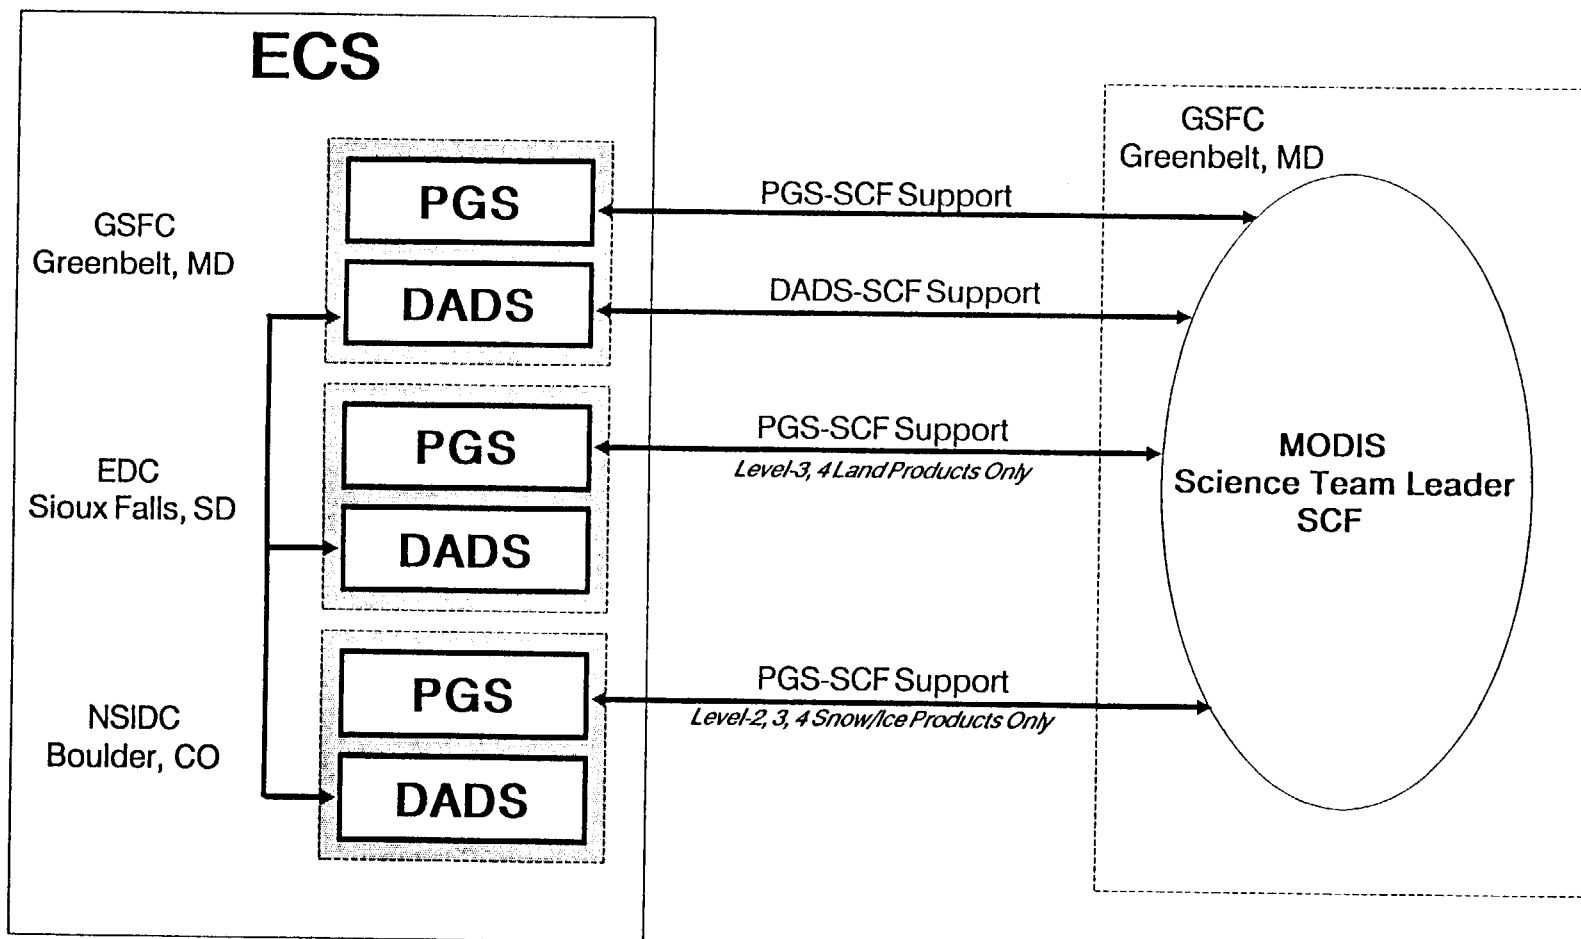 ECS
GSFC
Greenbelt, MD
PGS
DADS
EDC
Sioux Falls, SD
PGS
DADS
NSIDC
Boulder, CO
PGS
DADS
PGS-SCF Support
DADS-SCF Support
PGS-SCF Support
Level-3, 4 Land Products Only
PGS-SCF Support
Level-2, 3, 4 Snow/Ice Products Only
GSFC
Greenbelt, MD
MODIS
Science Team Leader
SCF